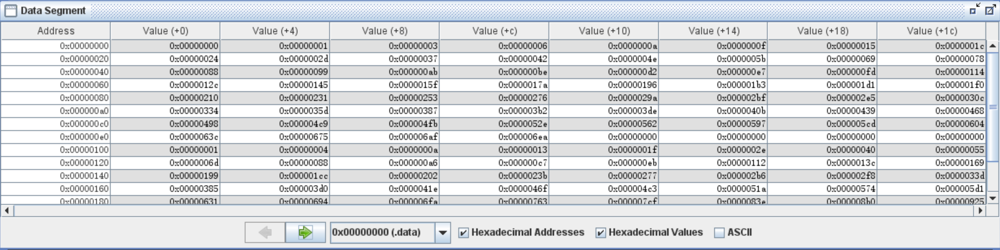 Data Segment
Address Value (+0) Value (+4) Value (+8) Value (+c) Value (+10) Value (+14) Value (+18) Value (+1c)
0x00000000 0x00000000 0x00000001 0x00000003 0x00000006 0x0000000a 0x0000000f 0x00000015 0x0000001c
0x00000020 0x00000024 0x0000002d 0x00000037 0x00000042 0x0000004e 0x0000005b 0x00000069 0x00000078
0x00000040 0x00000088 0x00000099 0x000000ab 0x000000be 0x000000d2 0x000000e7 0x000000fd 0x00000114
0x00000060 0x0000012c 0x00000145 0x0000015f 0x0000017a 0x00000196 0x000001b3 0x000001d1 0x000001f0
0x00000080 0x00000210 0x00000231 0x00000253 0x00000276 0x0000029a 0x000002bf 0x000002e5 0x0000030c
0x000000a0 0x00000334 0x0000035d 0x00000387 0x000003b2 0x000003de 0x0000040b 0x00000439 0x00000468
0x000000c0 0x00000498 0x000004c9 0x000004fb 0x0000052e 0x00000562 0x00000597 0x000005cd 0x00000604
0x000000e0 0x0000063c 0x00000675 0x000006af 0x000006ea 0x00000000 0x00000000 0x00000000 0x00000000
0x00000100 0x00000001 0x00000004 0x0000000a 0x00000013 0x0000001f 0x0000002e 0x00000040 0x00000055
0x00000120 0x0000006d 0x00000088 0x000000a6 0x000000c7 0x000000eb 0x00000112 0x0000013c 0x00000169
0x00000140 0x00000199 0x000001cc 0x00000202 0x0000023b 0x00000277 0x000002b6 0x000002f8 0x0000033d
0x00000160 0x00000385 0x000003d0 0x0000041e 0x0000046f 0x000004c3 0x0000051a 0x00000574 0x000005d1
0x00000180 0x00000631 0x00000694 0x000006fa 0x00000763 0x000007cf 0x0000083e 0x000008b0 0x00000925
0x00000000 (.data) Hexadecimal Addresses Hexadecimal Values ASCII